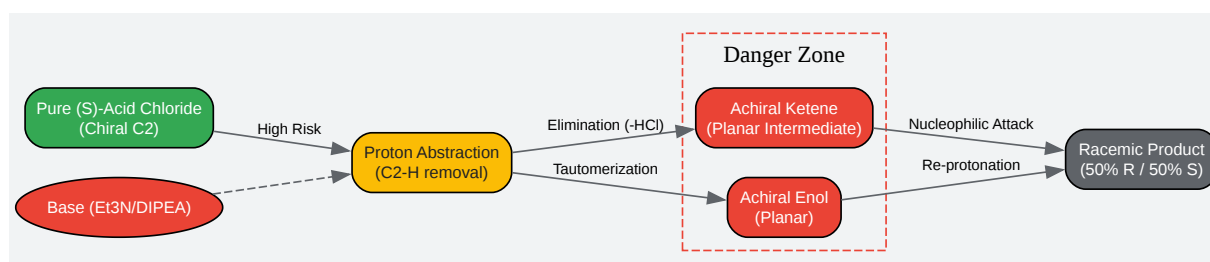 Danger Zone
Pure (S)-Acid Chloride
(Chiral C2)
High Risk
Base (Et3N/DIPEA)
Proton Abstraction
(C2-H removal)
Elimination (-HCl)
Tautomerization
Achiral Ketene
(Planar Intermediate)
Achiral Enol
(Planar)
Nucleophilic Attack
Re-protonation
Racemic Product
(50% R / 50% S)